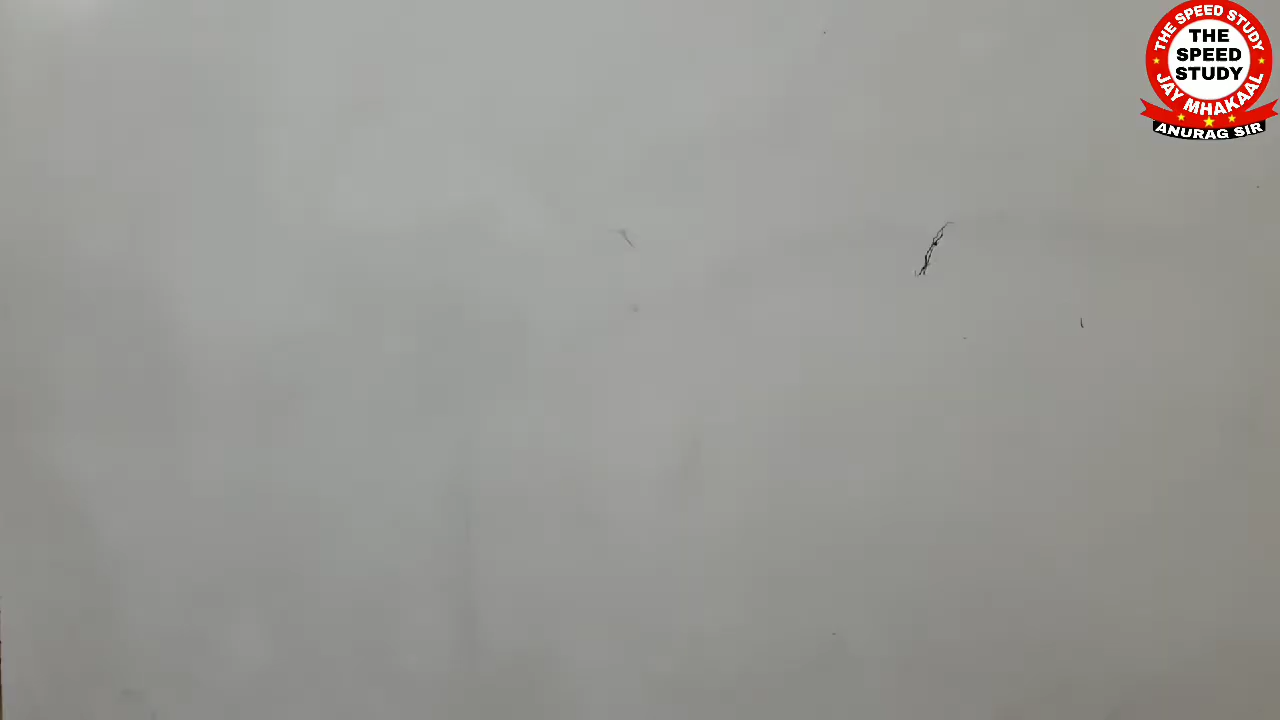 THE SPEED STUDY
THE
SPEED
STUDY
JAY MHAKAAL
ANURAG SIR